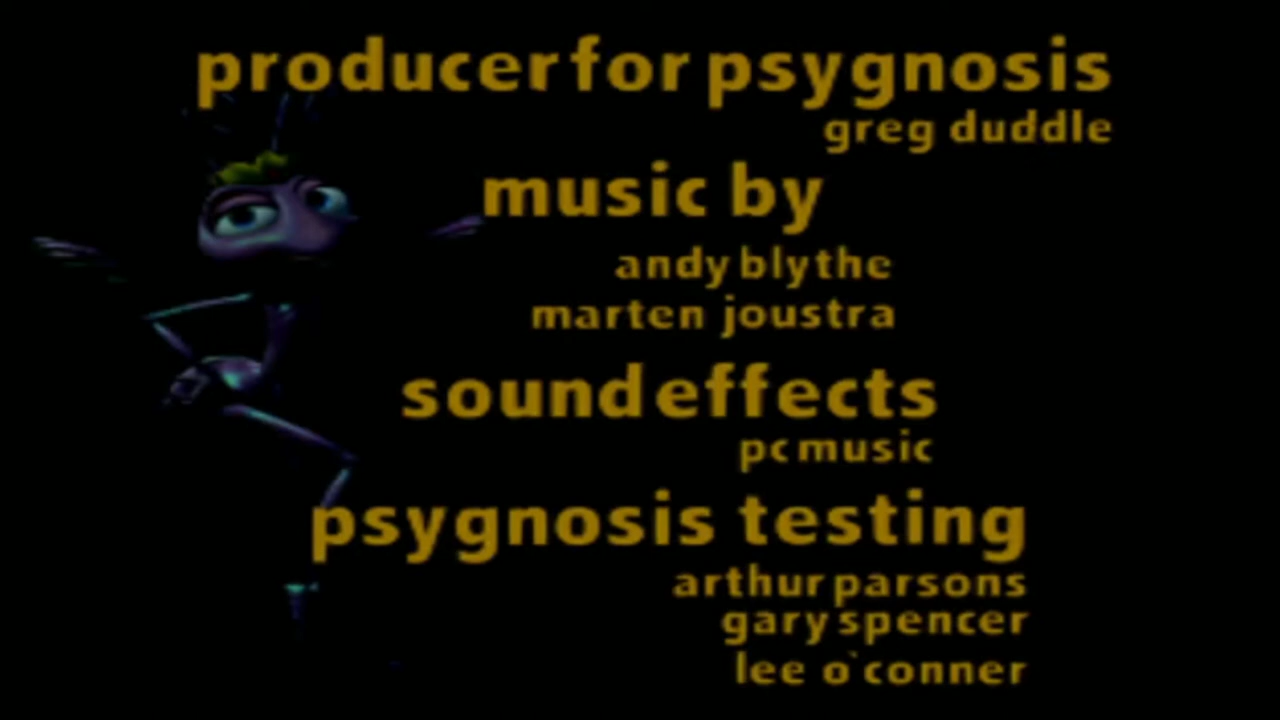 producer for psygnosis
greg duddle
music by
andy blythe
marten joustra
sound effects
pc music
psygnosis testing
arthur parsons
gary spencer
lee o`conner